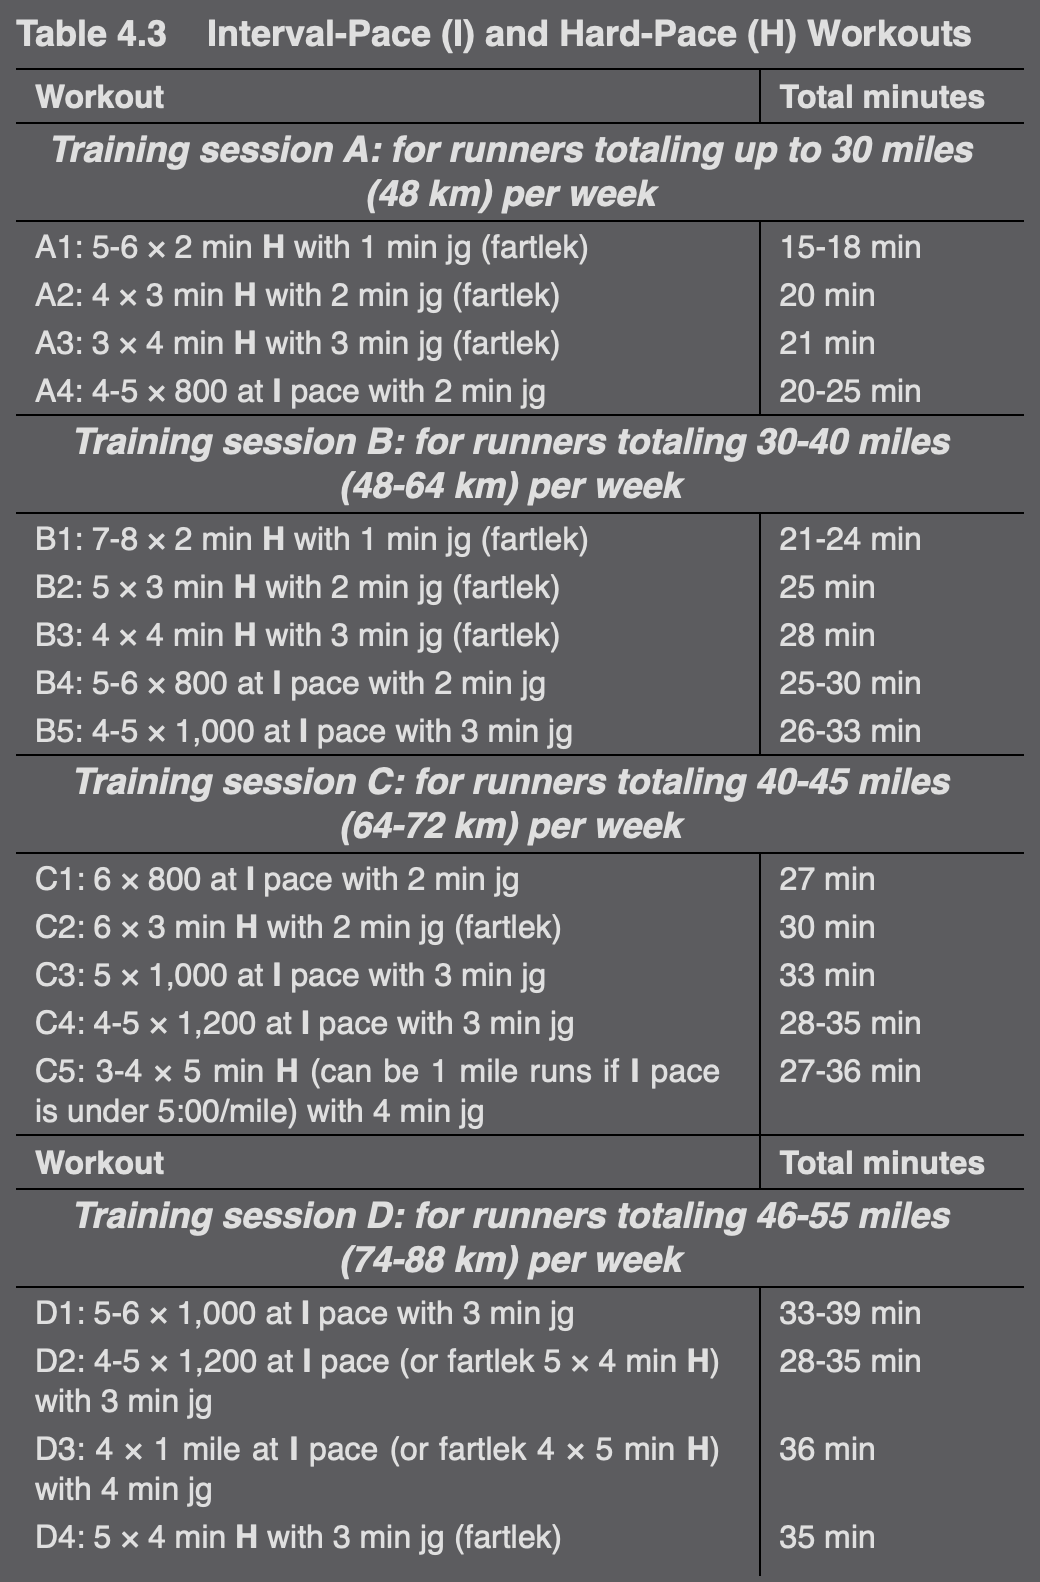 Table 4.3 Interval-Pace (I) and Hard-Pace (H) Workouts
Workout Total minutes
Training session A: for runners totaling up to 30 miles
(48 km) per week
A1: 5-6 × 2 min H with 1 min jg (fartlek) 15-18 min
A2: 4 × 3 min H with 2 min jg (fartlek) 20 min
A3: 3 × 4 min H with 3 min jg (fartlek) 21 min
A4: 4-5 × 800 at I pace with 2 min jg 20-25 min
Training session B: for runners totaling 30-40 miles
(48-64 km) per week
B1: 7-8 × 2 min H with 1 min jg (fartlek) 21-24 min
B2: 5 × 3 min H with 2 min jg (fartlek) 25 min
B3: 4 × 4 min H with 3 min jg (fartlek) 28 min
B4: 5-6 × 800 at I pace with 2 min jg 25-30 min
B5: 4-5 × 1,000 at I pace with 3 min jg 26-33 min
Training session C: for runners totaling 40-45 miles
(64-72 km) per week
C1: 6 × 800 at I pace with 2 min jg 27 min
C2: 6 × 3 min H with 2 min jg (fartlek) 30 min
C3: 5 × 1,000 at I pace with 3 min jg 33 min
C4: 4-5 × 1,200 at I pace with 3 min jg 28-35 min
C5: 3-4 × 5 min H (can be 1 mile runs if I pace 27-36 min
is under 5:00/mile) with 4 min jg
Workout Total minutes
Training session D: for runners totaling 46-55 miles
(74-88 km) per week
D1: 5-6 × 1,000 at I pace with 3 min jg 33-39 min
D2: 4-5 × 1,200 at I pace (or fartlek 5 × 4 min H) 28-35 min
with 3 min jg
D3: 4 × 1 mile at I pace (or fartlek 4 × 5 min H) 36 min
with 4 min jg
D4: 5 × 4 min H with 3 min jg (fartlek) 35 min